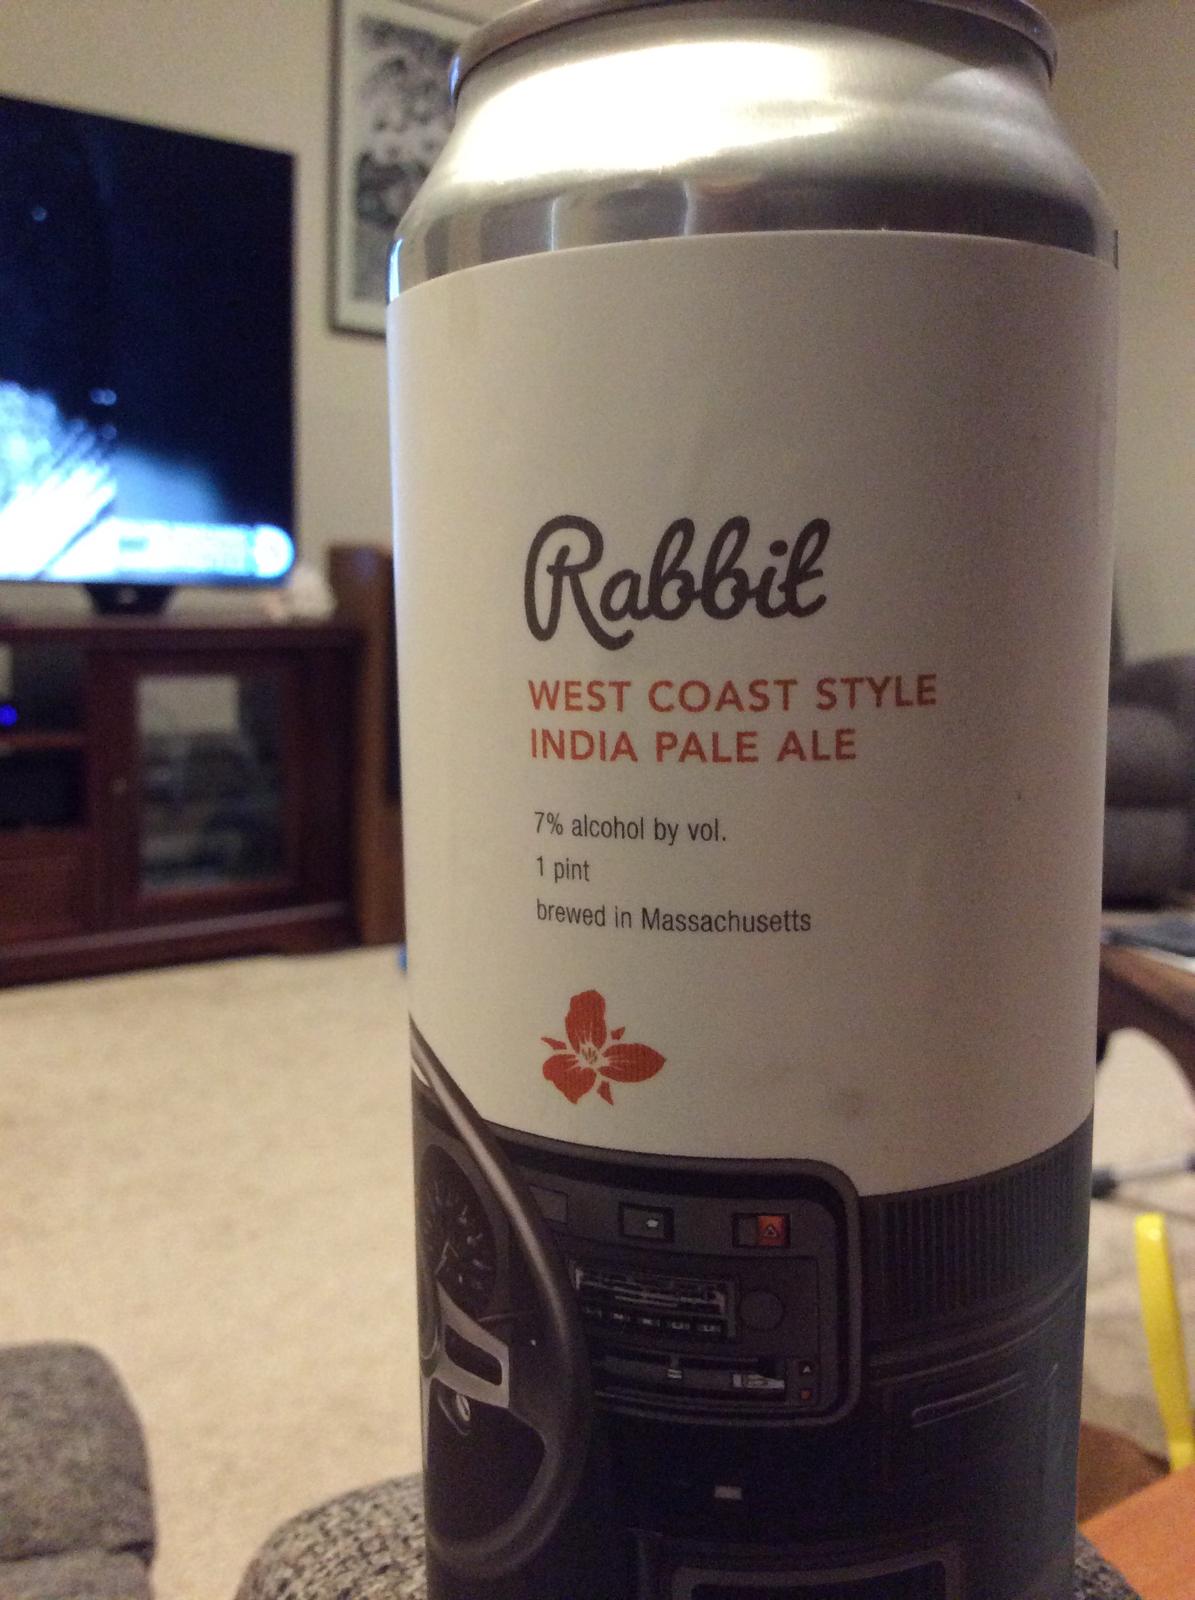 Rabbit
WEST COAST STYLE
INDIA PALE ALE
7% alcohol by vol.
1 pint
brewed in Massachusetts